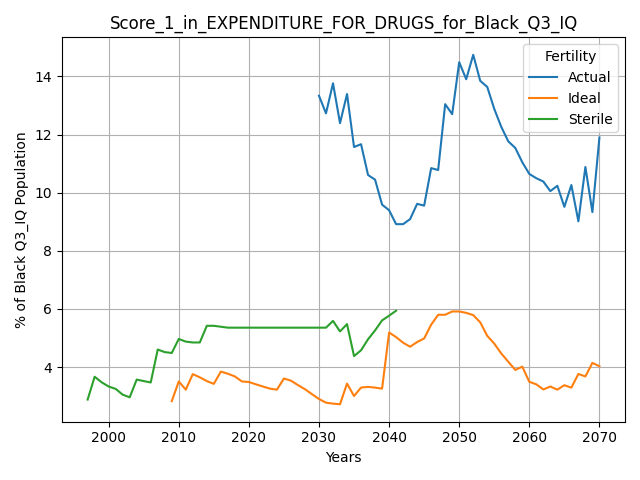 Score_1_in_EXPENDITURE_FOR_DRUGS_for_Black_Q3_IQ
Fertility
Actual
Ideal
Sterile
% of Black Q3_IQ Population
14
12
10
8
6
4
2000 2010 2020 2030 2040 2050 2060 2070
Years